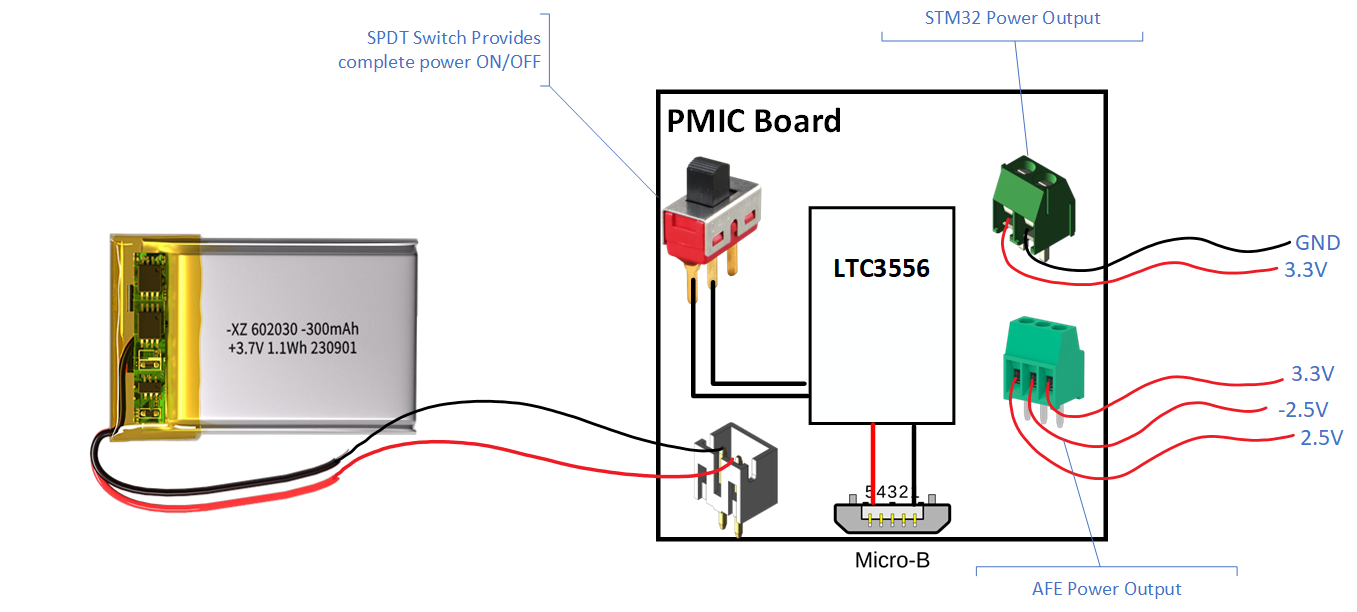 SPDT Switch Provides
complete power ON/OFF
STM32 Power Output
PMIC Board
LTC3556
GND
3.3V
-XZ 602030 -300mAh
+3.7V 1.1Wh 230901
3.3V
-2.5V
2.5V
54321
Micro-B
AFE Power Output